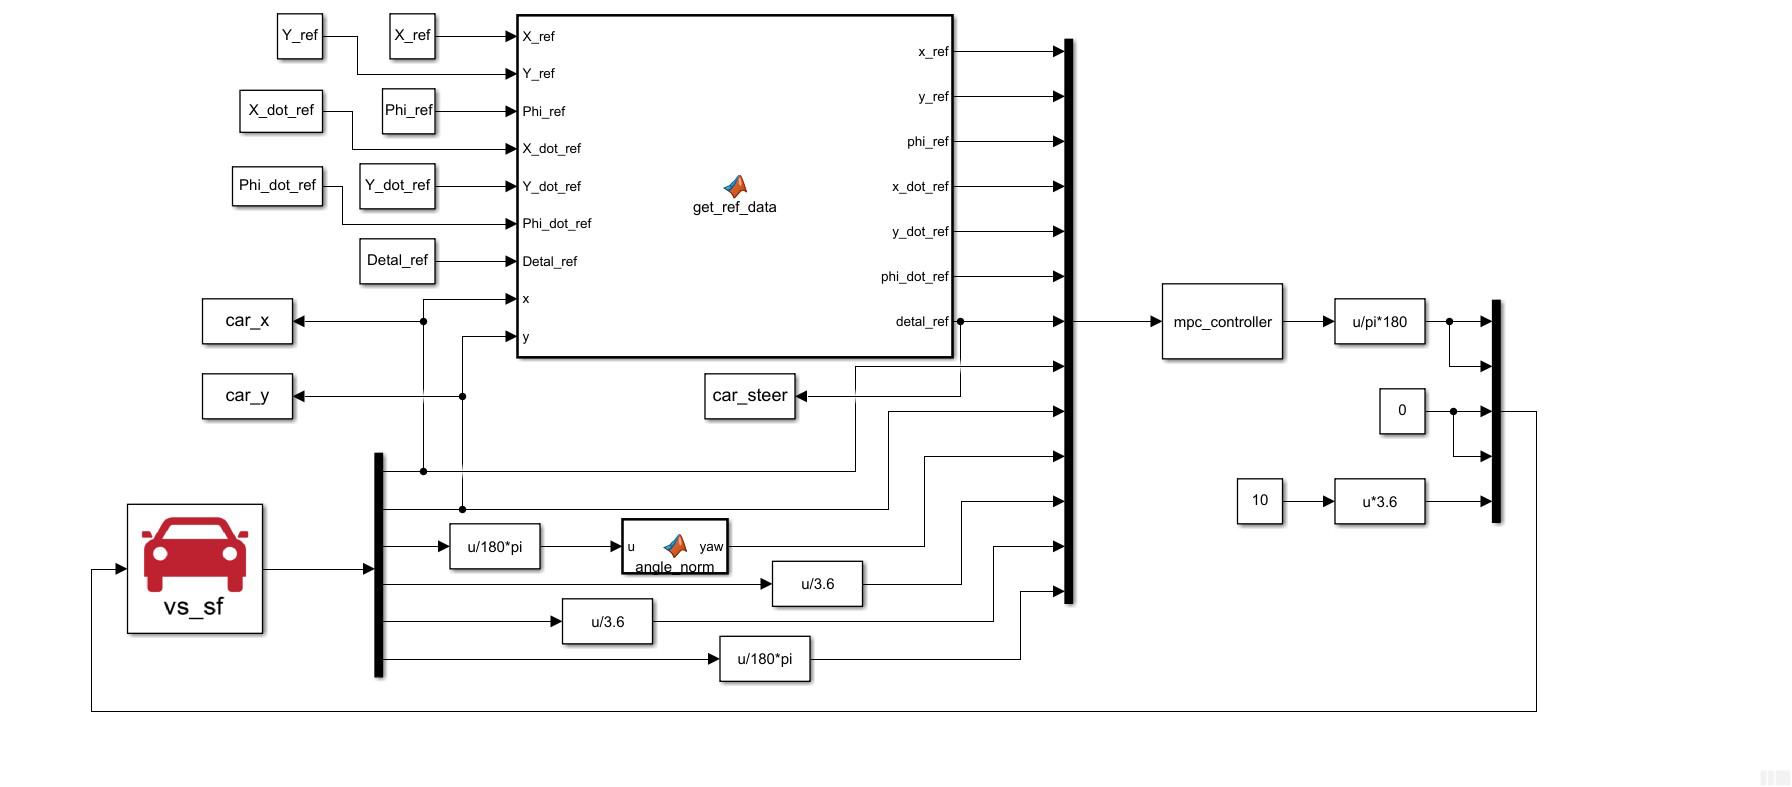 Y_ref
X_ref
X_dot_ref
Phi_ref
Phi_dot_ref
Y_dot_ref
Detal_ref
car_x
car_y
X_ref
Y_ref
Phi_ref
X_dot_ref
Y_dot_ref
Phi_dot_ref
Detal_ref
x
y
get_ref_data
x_ref
y_ref
phi_ref
x_dot_ref
y_dot_ref
phi_dot_ref
detal_ref
car_steer
mpc_controller
u/pi*180
0
10
u*3.6
vs_sf
u/180*pi
u
yaw
angle_norm
u/3.6
u/3.6
u/180*pi